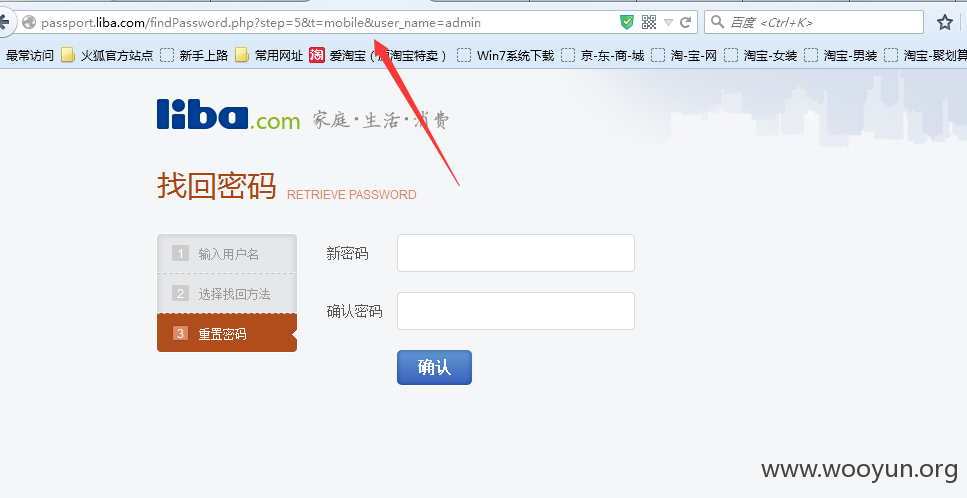 passport.liba.com/findPassword.php?step=5&t=mobile&user_name=admin
百度 <Ctrl+K>
最常访问 火狐官方站点 新手上路 常用网址 淘 爱淘宝 淘宝特卖） Win7系统下载 京-东-商-城 淘-宝-网 淘宝-女装 淘宝-男装 淘宝-聚划算
liba.com 家庭·生活·消费
找回密码 RETRIEVE PASSWORD
1 输入用户名
2 选择找回方法
3 重置密码
新密码
确认密码
确认
www.wooyun.org